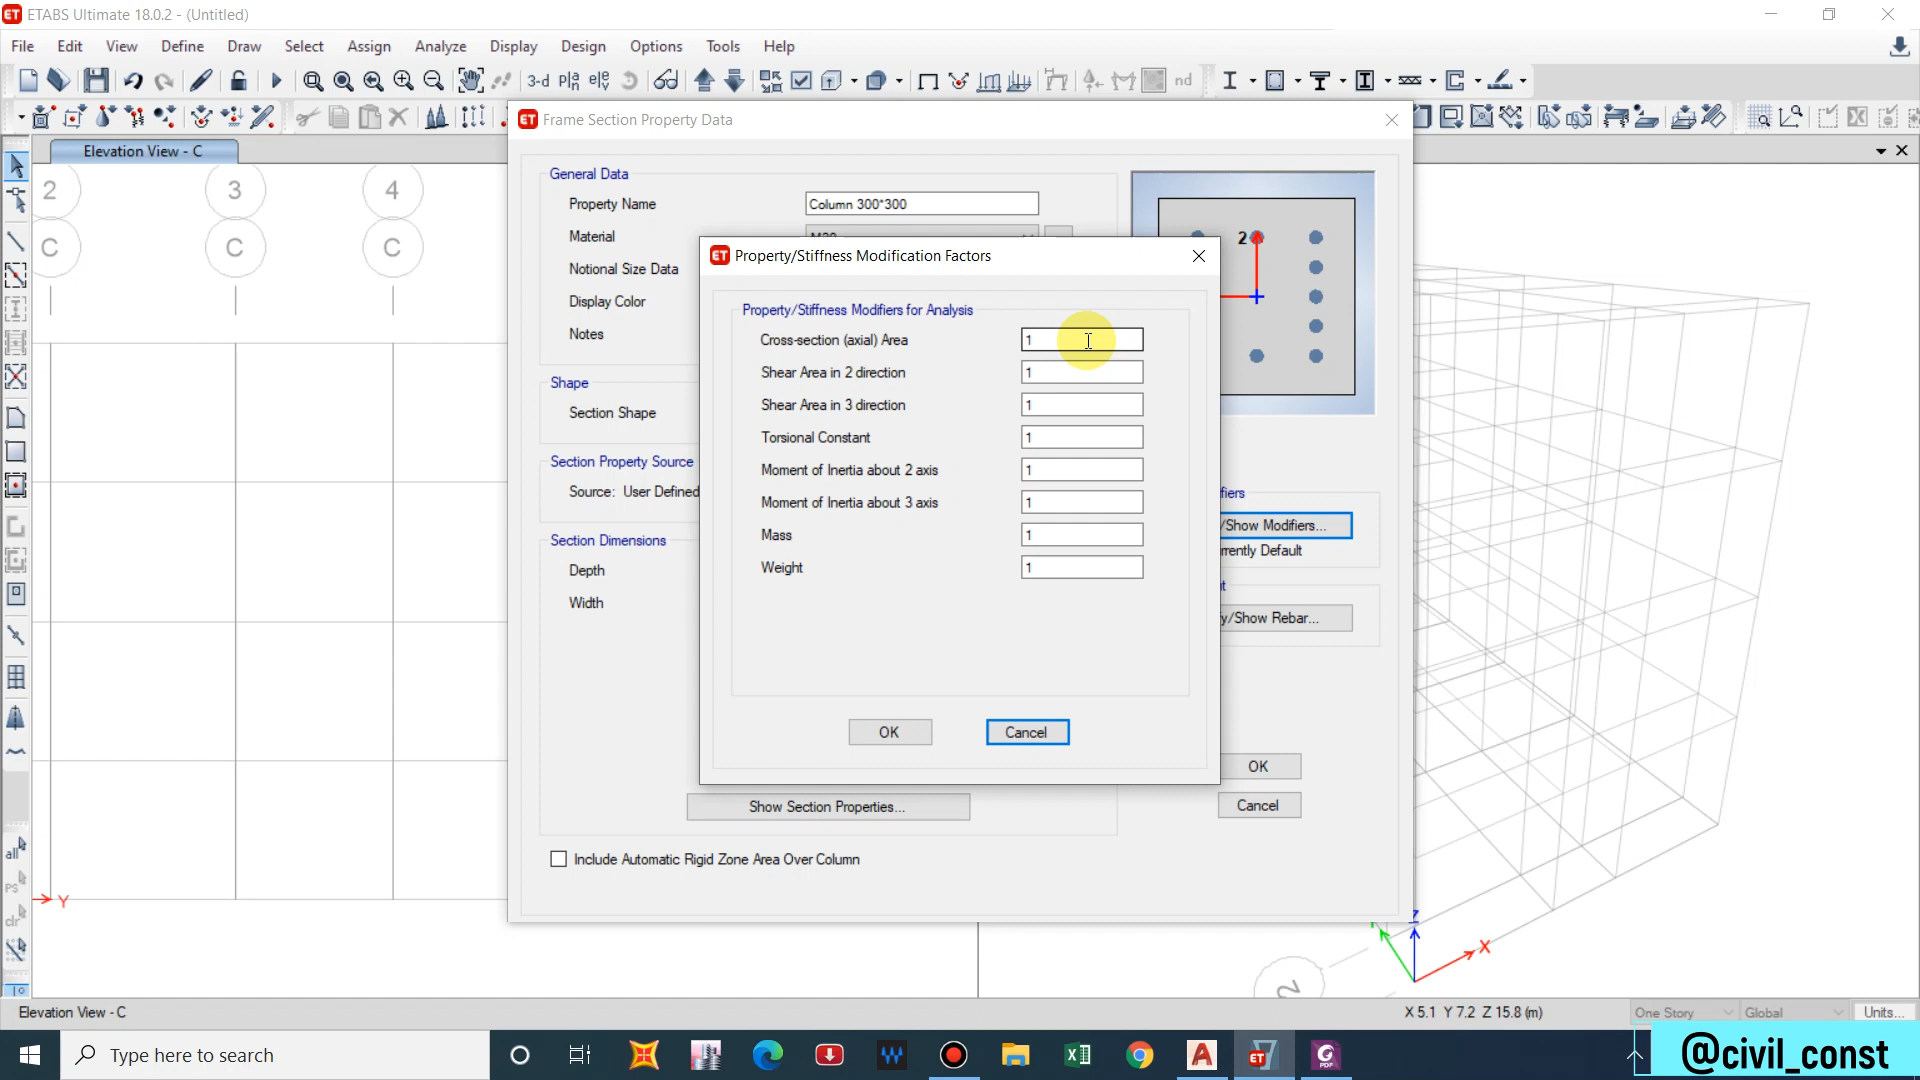 ETABS Ultimate 18.0.2 - (Untitled)
File Edit View Define Draw Select Assign Analyze Display Design Options Tools Help
3-d
nd
Elevation View - C
Frame Section Property Data
General Data
Property Name
Column 300*300
Material
Notional Size Data
Display Color
Notes
Shape
Section Shape
Section Property Source
Source: User Defined
Section Dimensions
Depth
Width
Show Section Properties...
Include Automatic Rigid Zone Area Over Column
/Show Modifiers...
/Show Rebar...
OK
Cancel
Property/Stiffness Modification Factors
Property/Stiffness Modifiers for Analysis
Cross-section (axial) Area 1
Shear Area in 2 direction 1
Shear Area in 3 direction 1
Torsional Constant 1
Moment of Inertia about 2 axis 1
Moment of Inertia about 3 axis 1
Mass 1
Weight 1
OK Cancel
2 3 4
C C C
2
Y
Z
X
2
all
PS
clr
Elevation View - C
X 5.1 Y 7.2 Z 15.8 (m)
One Story Global Units...
Type here to search
@civil_const